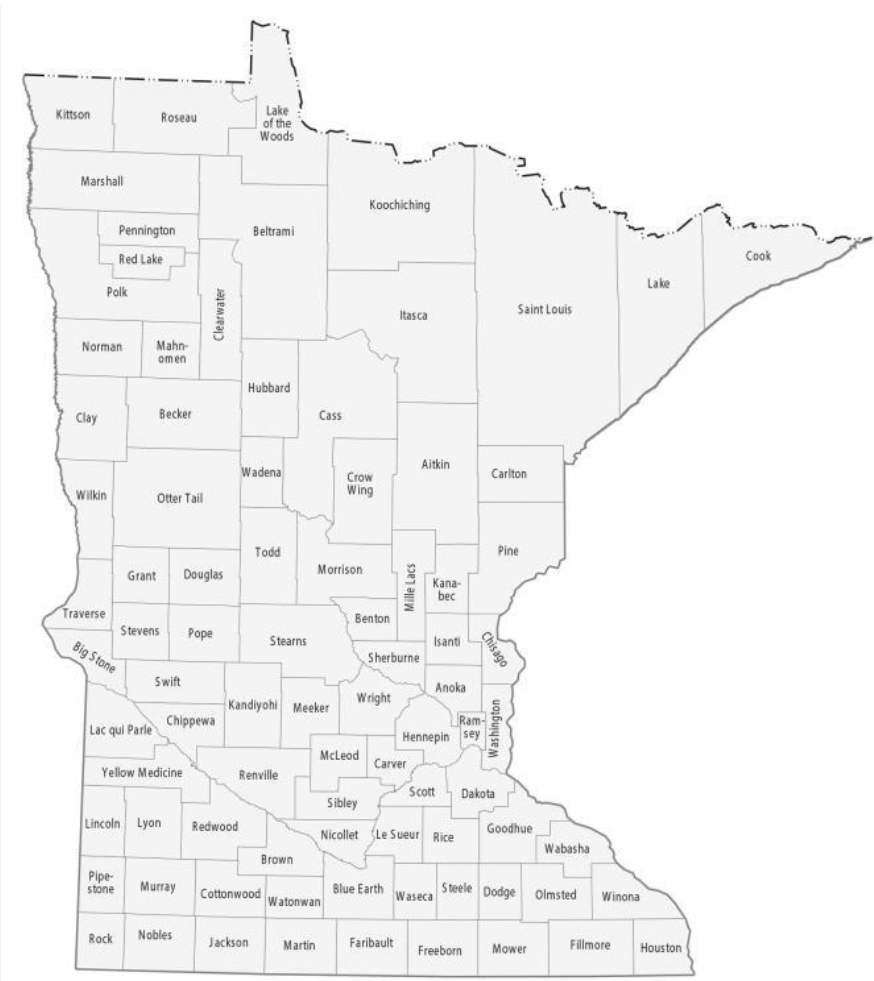 Kittson
Roseau
Lake
of the
Woods
Marshall
Koochiching
Pennington
Beltrami
Red Lake
Cook
Polk
Lake
Clearwater
Itasca
Saint Louis
Norman
Mahn-
omen
Hubbard
Cass
Clay
Becker
Aitkin
Wadena
Carlton
Crow
Wing
Wilkin
Otter Tail
Todd
Pine
Morrison
Grant
Douglas
Mille Lacs
Kana-
bec
Traverse
Benton
Stevens
Pope
Stearns
Isanti
Chisago
Big Stone
Sherburne
Swift
Anoka
Kandiyohi
Meeker
Wright
Washington
Chippewa
Ram-
sey
Lac qui Parle
Hennepin
McLeod
Carver
Yellow Medicine
Renville
Scott
Dakota
Sibley
Lincoln
Lyon
Redwood
Nicollet
Le Sueur
Rice
Goodhue
Wabasha
Brown
Pipe-
stone
Murray
Cottonwood
Watonwan
Blue Earth
Waseca
Steele
Dodge
Olmsted
Winona
Rock
Nobles
Jackson
Martin
Faribault
Freeborn
Mower
Fillmore
Houston